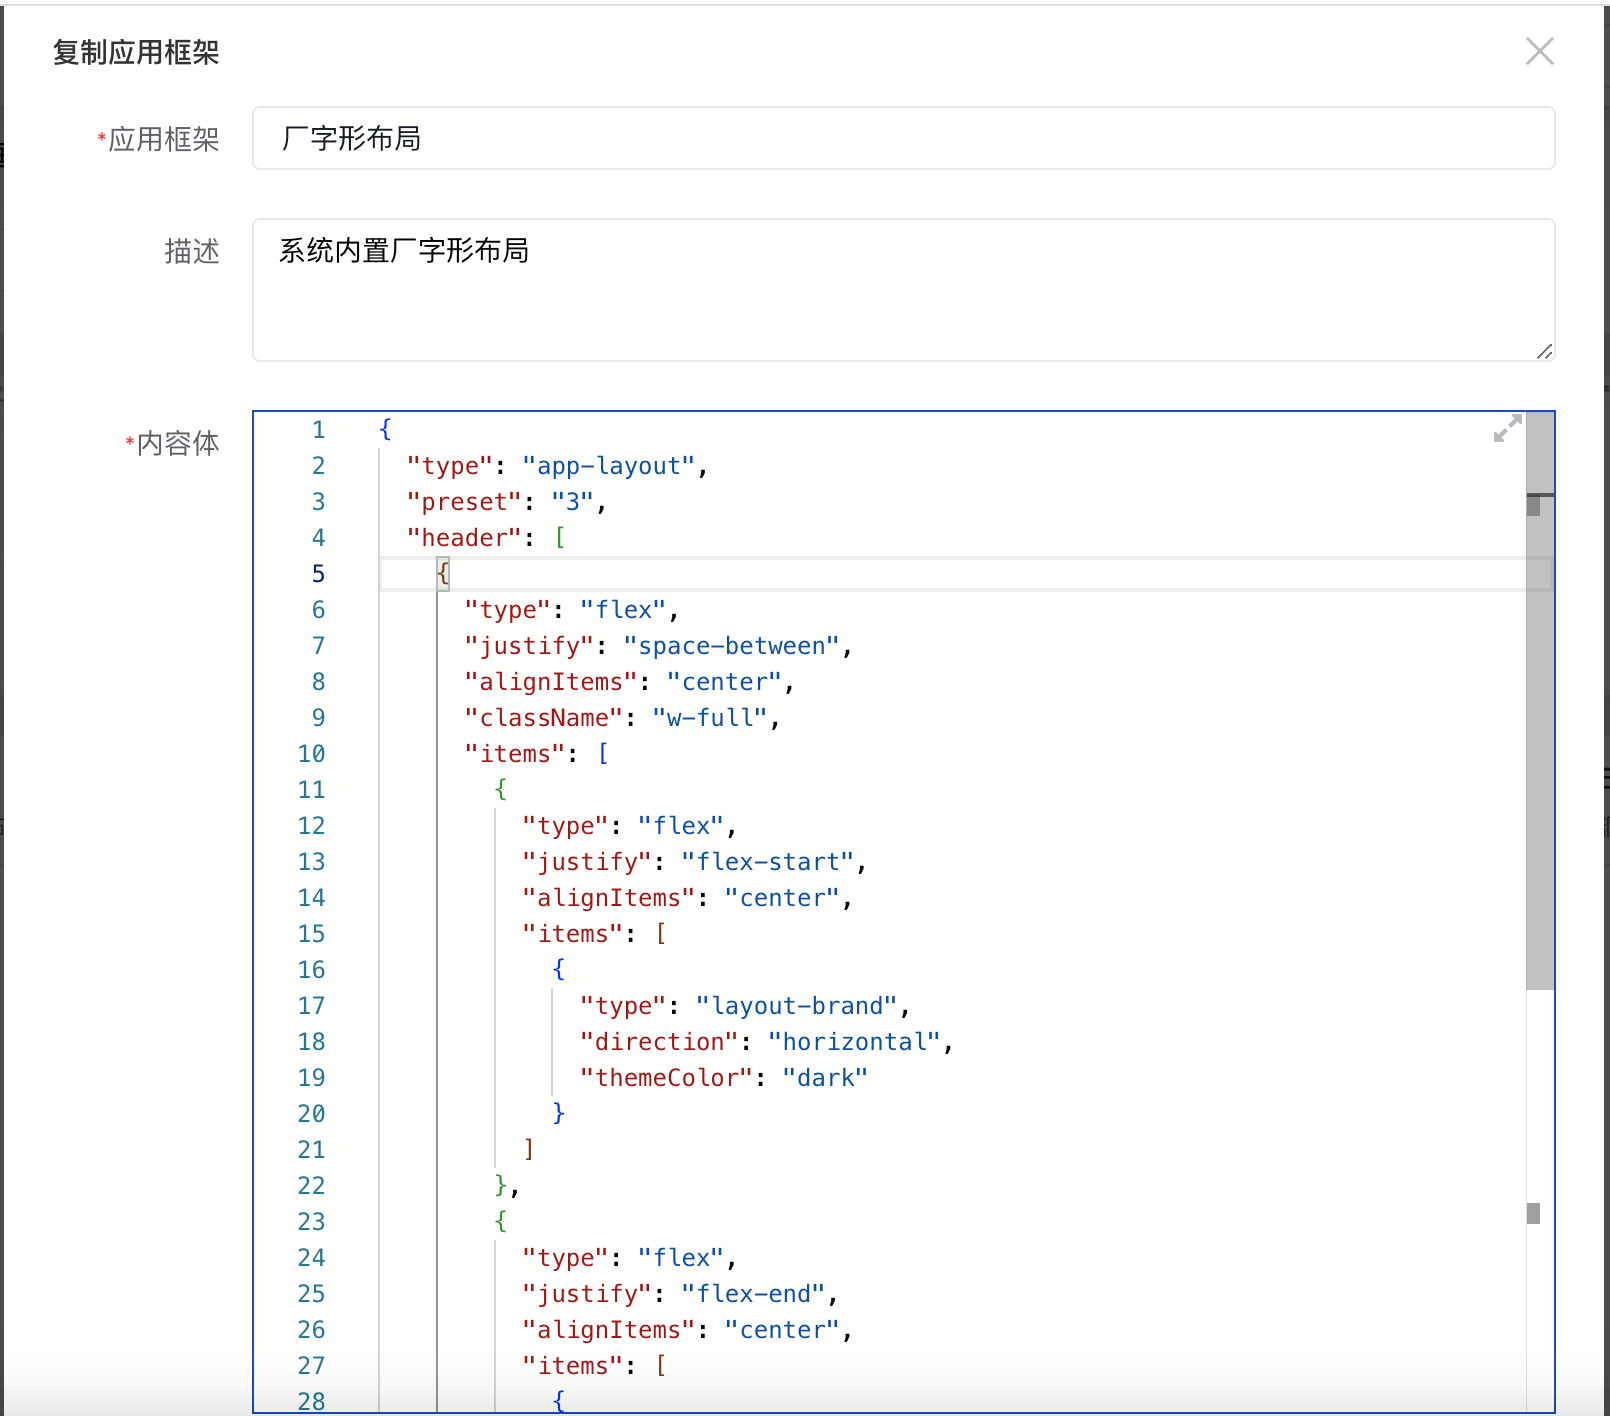 复制应用框架
*应用框架 厂字形布局
描述 系统内置厂字形布局
*内容体
1 {
2   "type": "app-layout",
3   "preset": "3",
4   "header": [
5     {
6       "type": "flex",
7       "justify": "space-between",
8       "alignItems": "center",
9       "className": "w-full",
10       "items": [
11         {
12           "type": "flex",
13           "justify": "flex-start",
14           "alignItems": "center",
15           "items": [
16             {
17               "type": "layout-brand",
18               "direction": "horizontal",
19               "themeColor": "dark"
20             }
21           ]
22         },
23         {
24           "type": "flex",
25           "justify": "flex-end",
26           "alignItems": "center",
27           "items": [
28             {